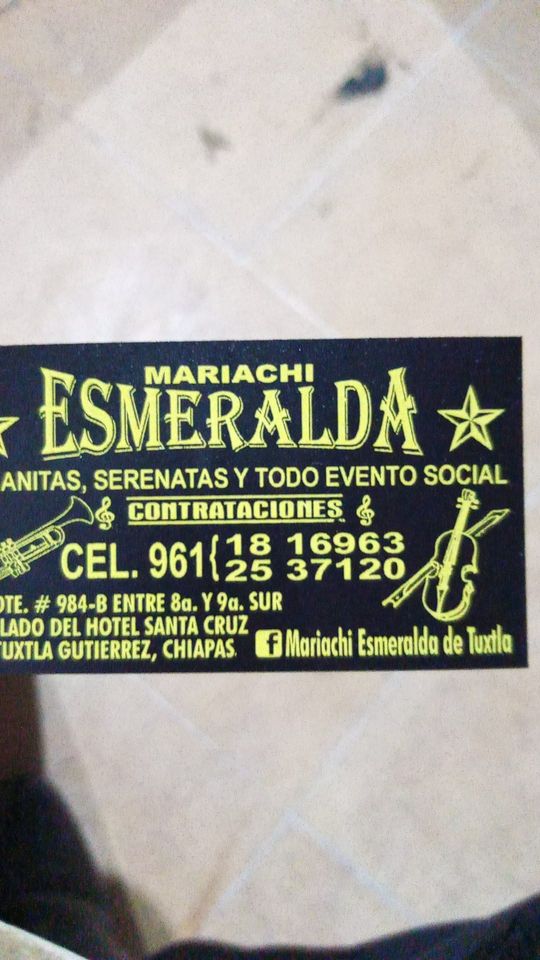 MARIACHI
ESMERALDA
ANITAS, SERENATAS Y TODO EVENTO SOCIAL
CONTRATACIONES
CEL. 961 { 18 16963
25 37120
OTE. # 984-B ENTRE 8a. Y 9a. SUR
LADO DEL HOTEL SANTA CRUZ
TUXTLA GUTIERREZ, CHIAPAS
f Mariachi Esmeralda de Tuxtla